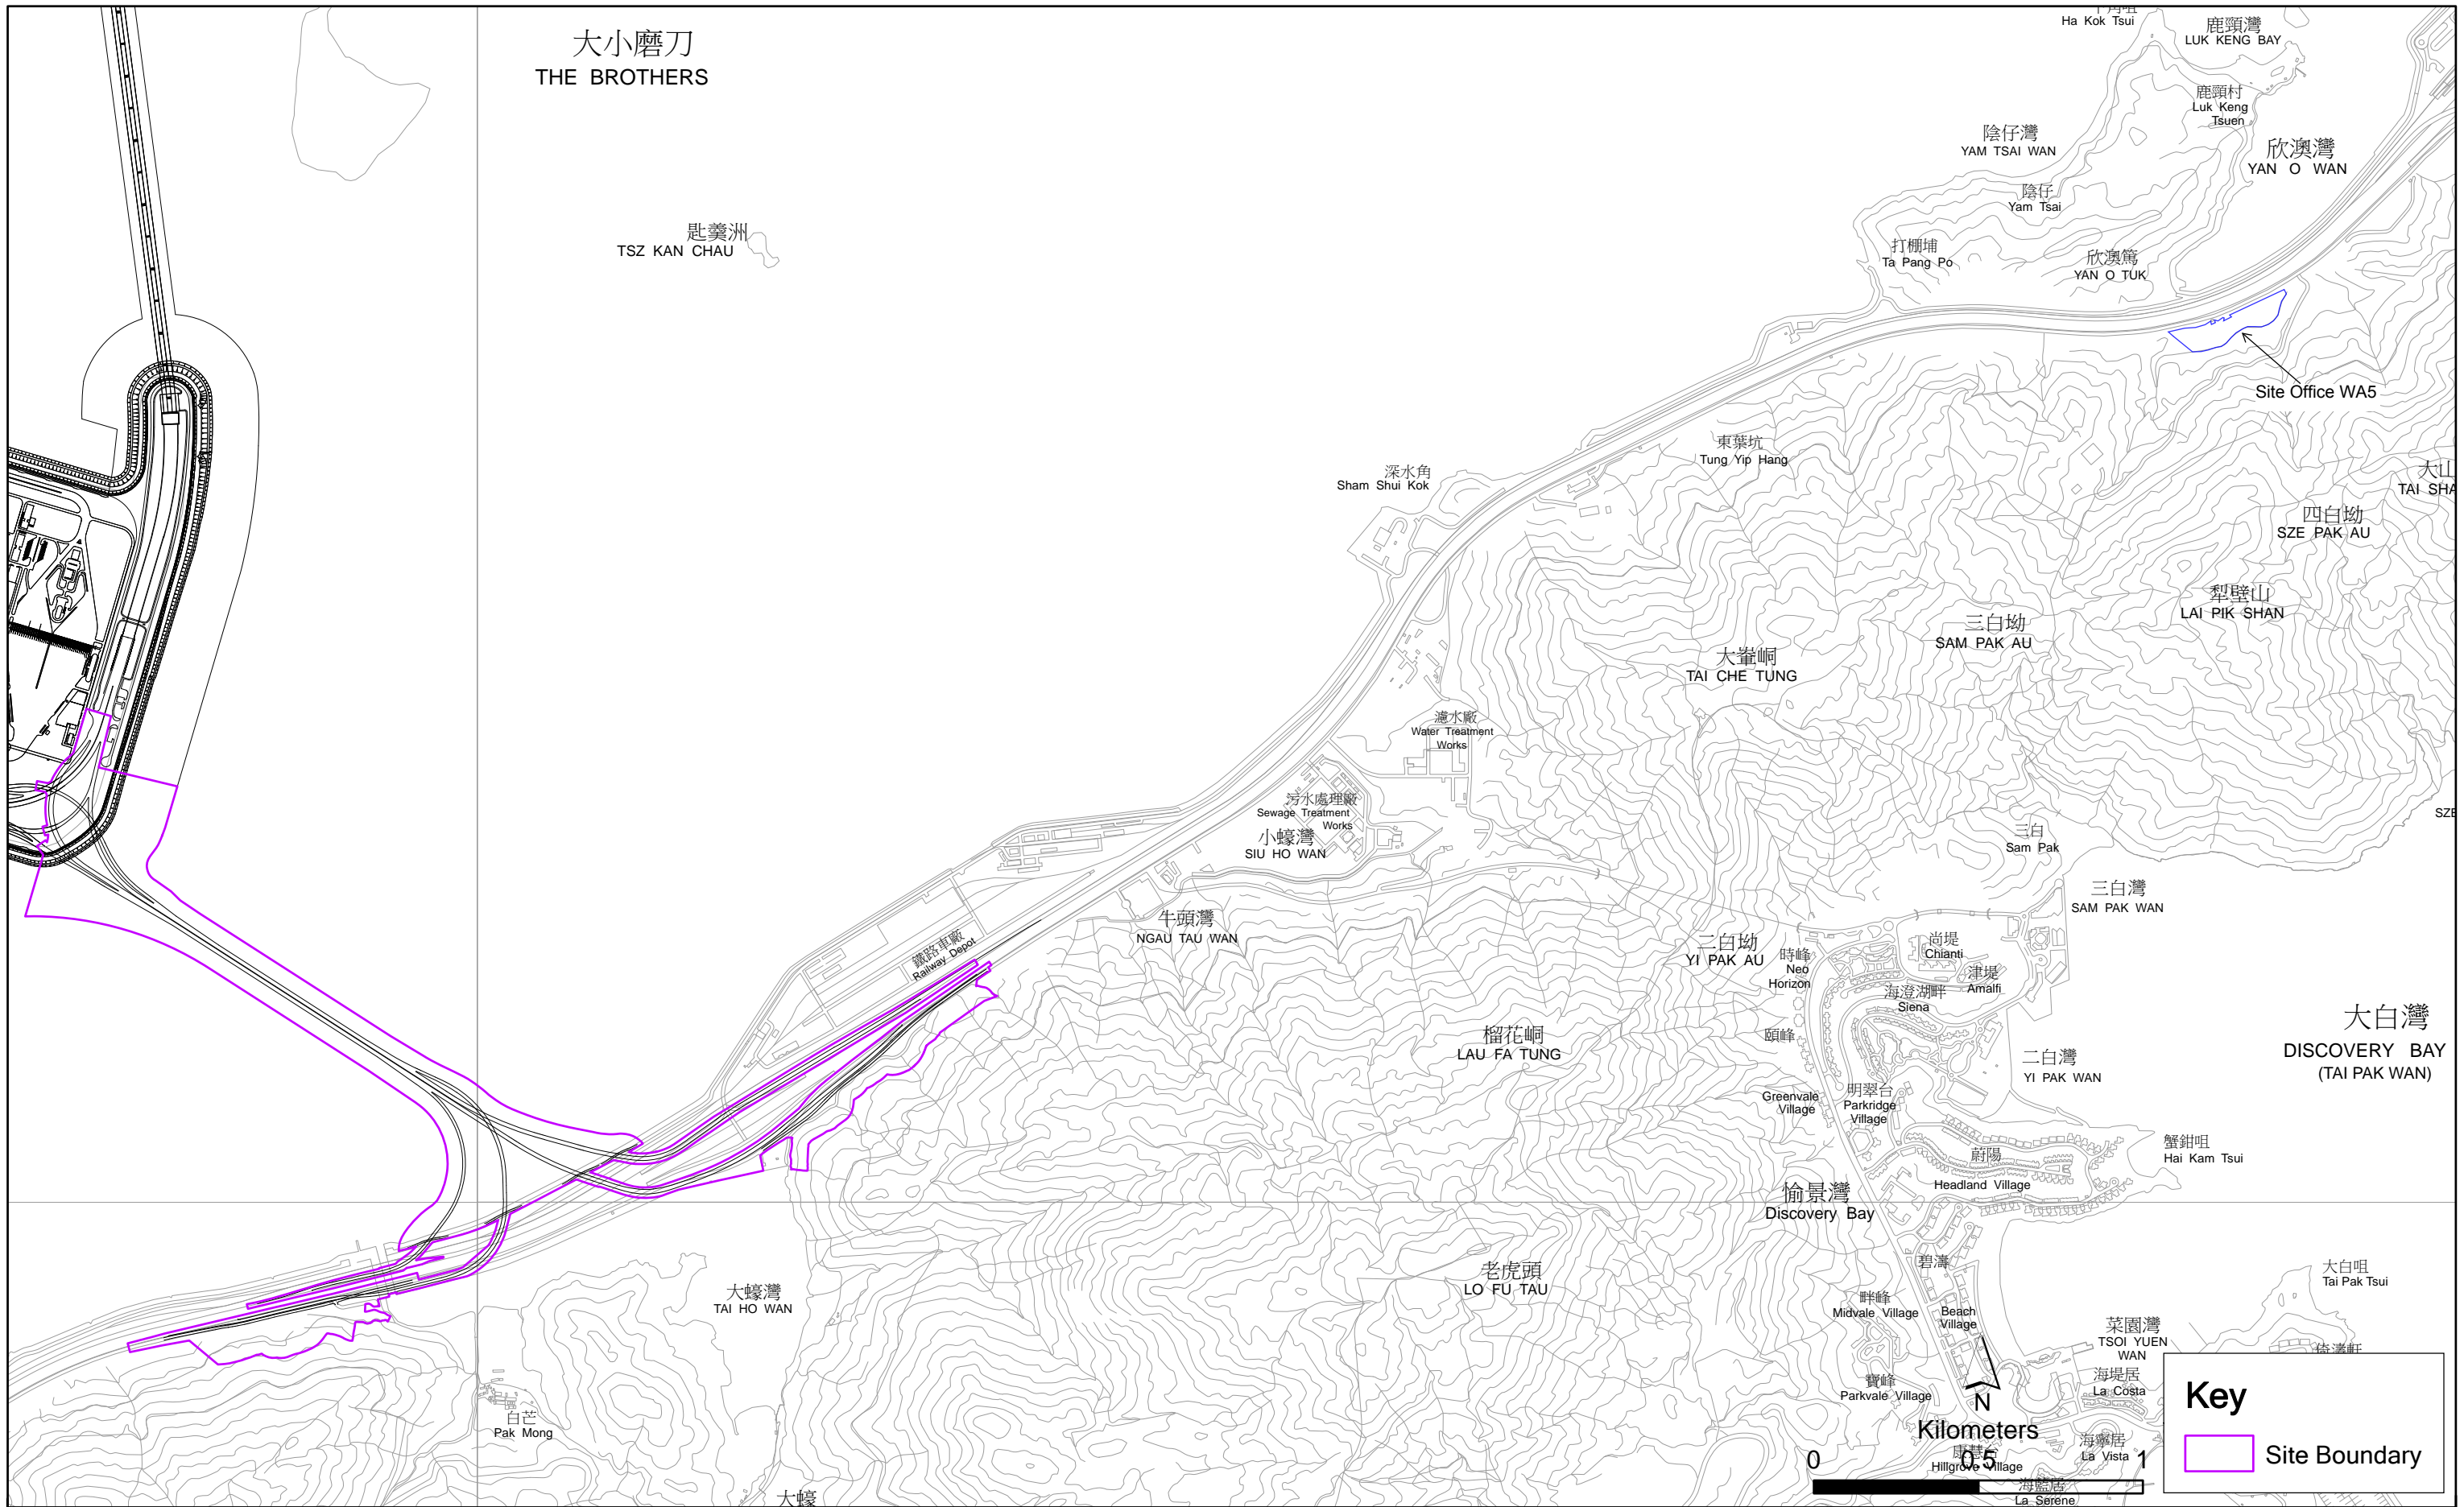 大小磨刀
THE BROTHERS
Ha Kok Tsui
鹿頸灣
LUK KENG BAY
鹿頸村
Luk Keng
Tsuen
陰仔灣
YAM TSAI WAN
欣澳灣
YAN O WAN
陰仔
Yam Tsai
匙羹洲
TSZ KAN CHAU
打棚埔
Ta Pang Po
欣澳篤
YAN O TUK
Site Office WA5
東葉坑
Tung Yip Hang
深水角
Sham Shui Kok
大山
TAI SHA
四白坳
SZE PAK AU
犁壁山
LAI PIK SHAN
三白坳
SAM PAK AU
大輋峒
TAI CHE TUNG
濾水廠
Water Treatment
Works
污水處理廠
Sewage Treatment
Works
小蠔灣
SIU HO WAN
SZE
三白
Sam Pak
三白灣
SAM PAK WAN
牛頭灣
NGAU TAU WAN
鐵路車廠
Railway Depot
二白坳
YI PAK AU
時峰
Neo
Horizon
尚堤
Chianti
津堤
Amalfi
海澄湖畔
Siena
頤峰
榴花峒
LAU FA TUNG
大白灣
DISCOVERY BAY
(TAI PAK WAN)
二白灣
YI PAK WAN
Greenvale
Village
明翠台
Parkridge
Village
蟹鉗咀
Hai Kam Tsui
蔚陽
Headland Village
愉景灣
Discovery Bay
碧濤
Beach
Village
大白咀
Tai Pak Tsui
老虎頭
LO FU TAU
大蠔灣
TAI HO WAN
畔峰
Midvale Village
菜園灣
TSOI YUEN
WAN
寶峰
Parkvale Village
海堤居
La Costa
白芒
Pak Mong
N
Kilometers
0 0.5 1
Hillgrove Village
海寧居
La Vista
海藍居
La Serene
大蠔
Key
Site Boundary